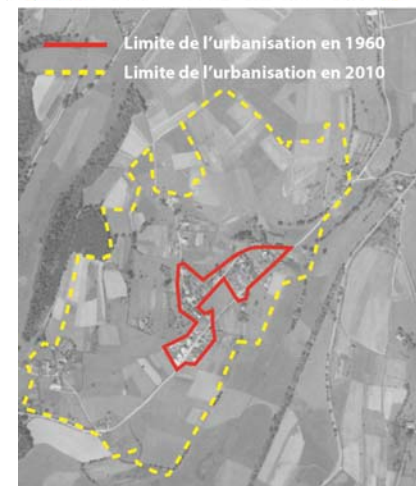 Limite de l’urbanisation en 1960
Limite de l’urbanisation en 2010